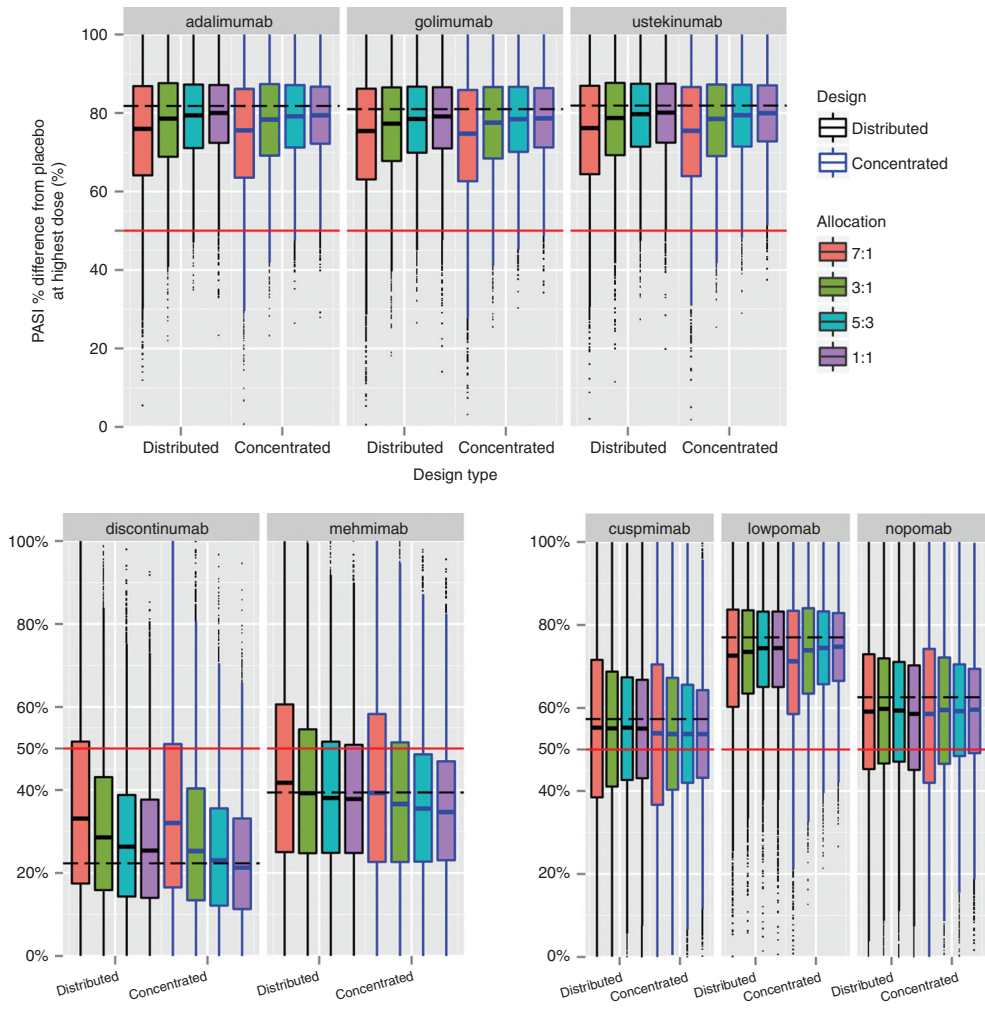 adalimumab golimumab ustekinumab
100
80
60
40
20
0
PASI % difference from placebo
at highest dose (%)
Distributed Concentrated Distributed Concentrated Distributed Concentrated
Design type
Design
Distributed
Concentrated
Allocation
7:1
3:1
5:3
1:1
discontinumab mehmimab
100%
80%
60%
50%
40%
20%
0%
Distributed Concentrated Distributed Concentrated
cuspmimab lowpomab nopomab
100%
80%
60%
50%
40%
20%
0%
Distributed Concentrated Distributed Concentrated Distributed Concentrated